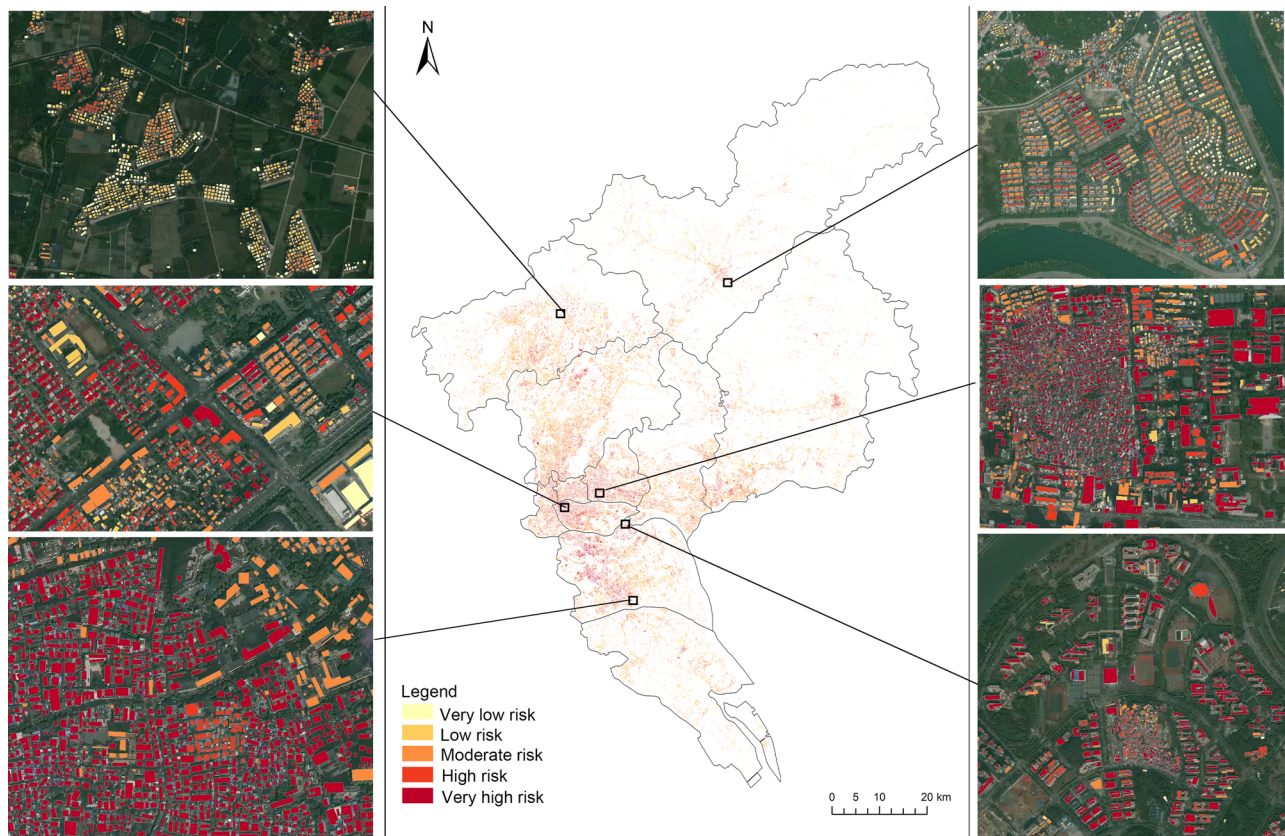 N
Legend
Very low risk
Low risk
Moderate risk
High risk
Very high risk
0 5 10 20 km